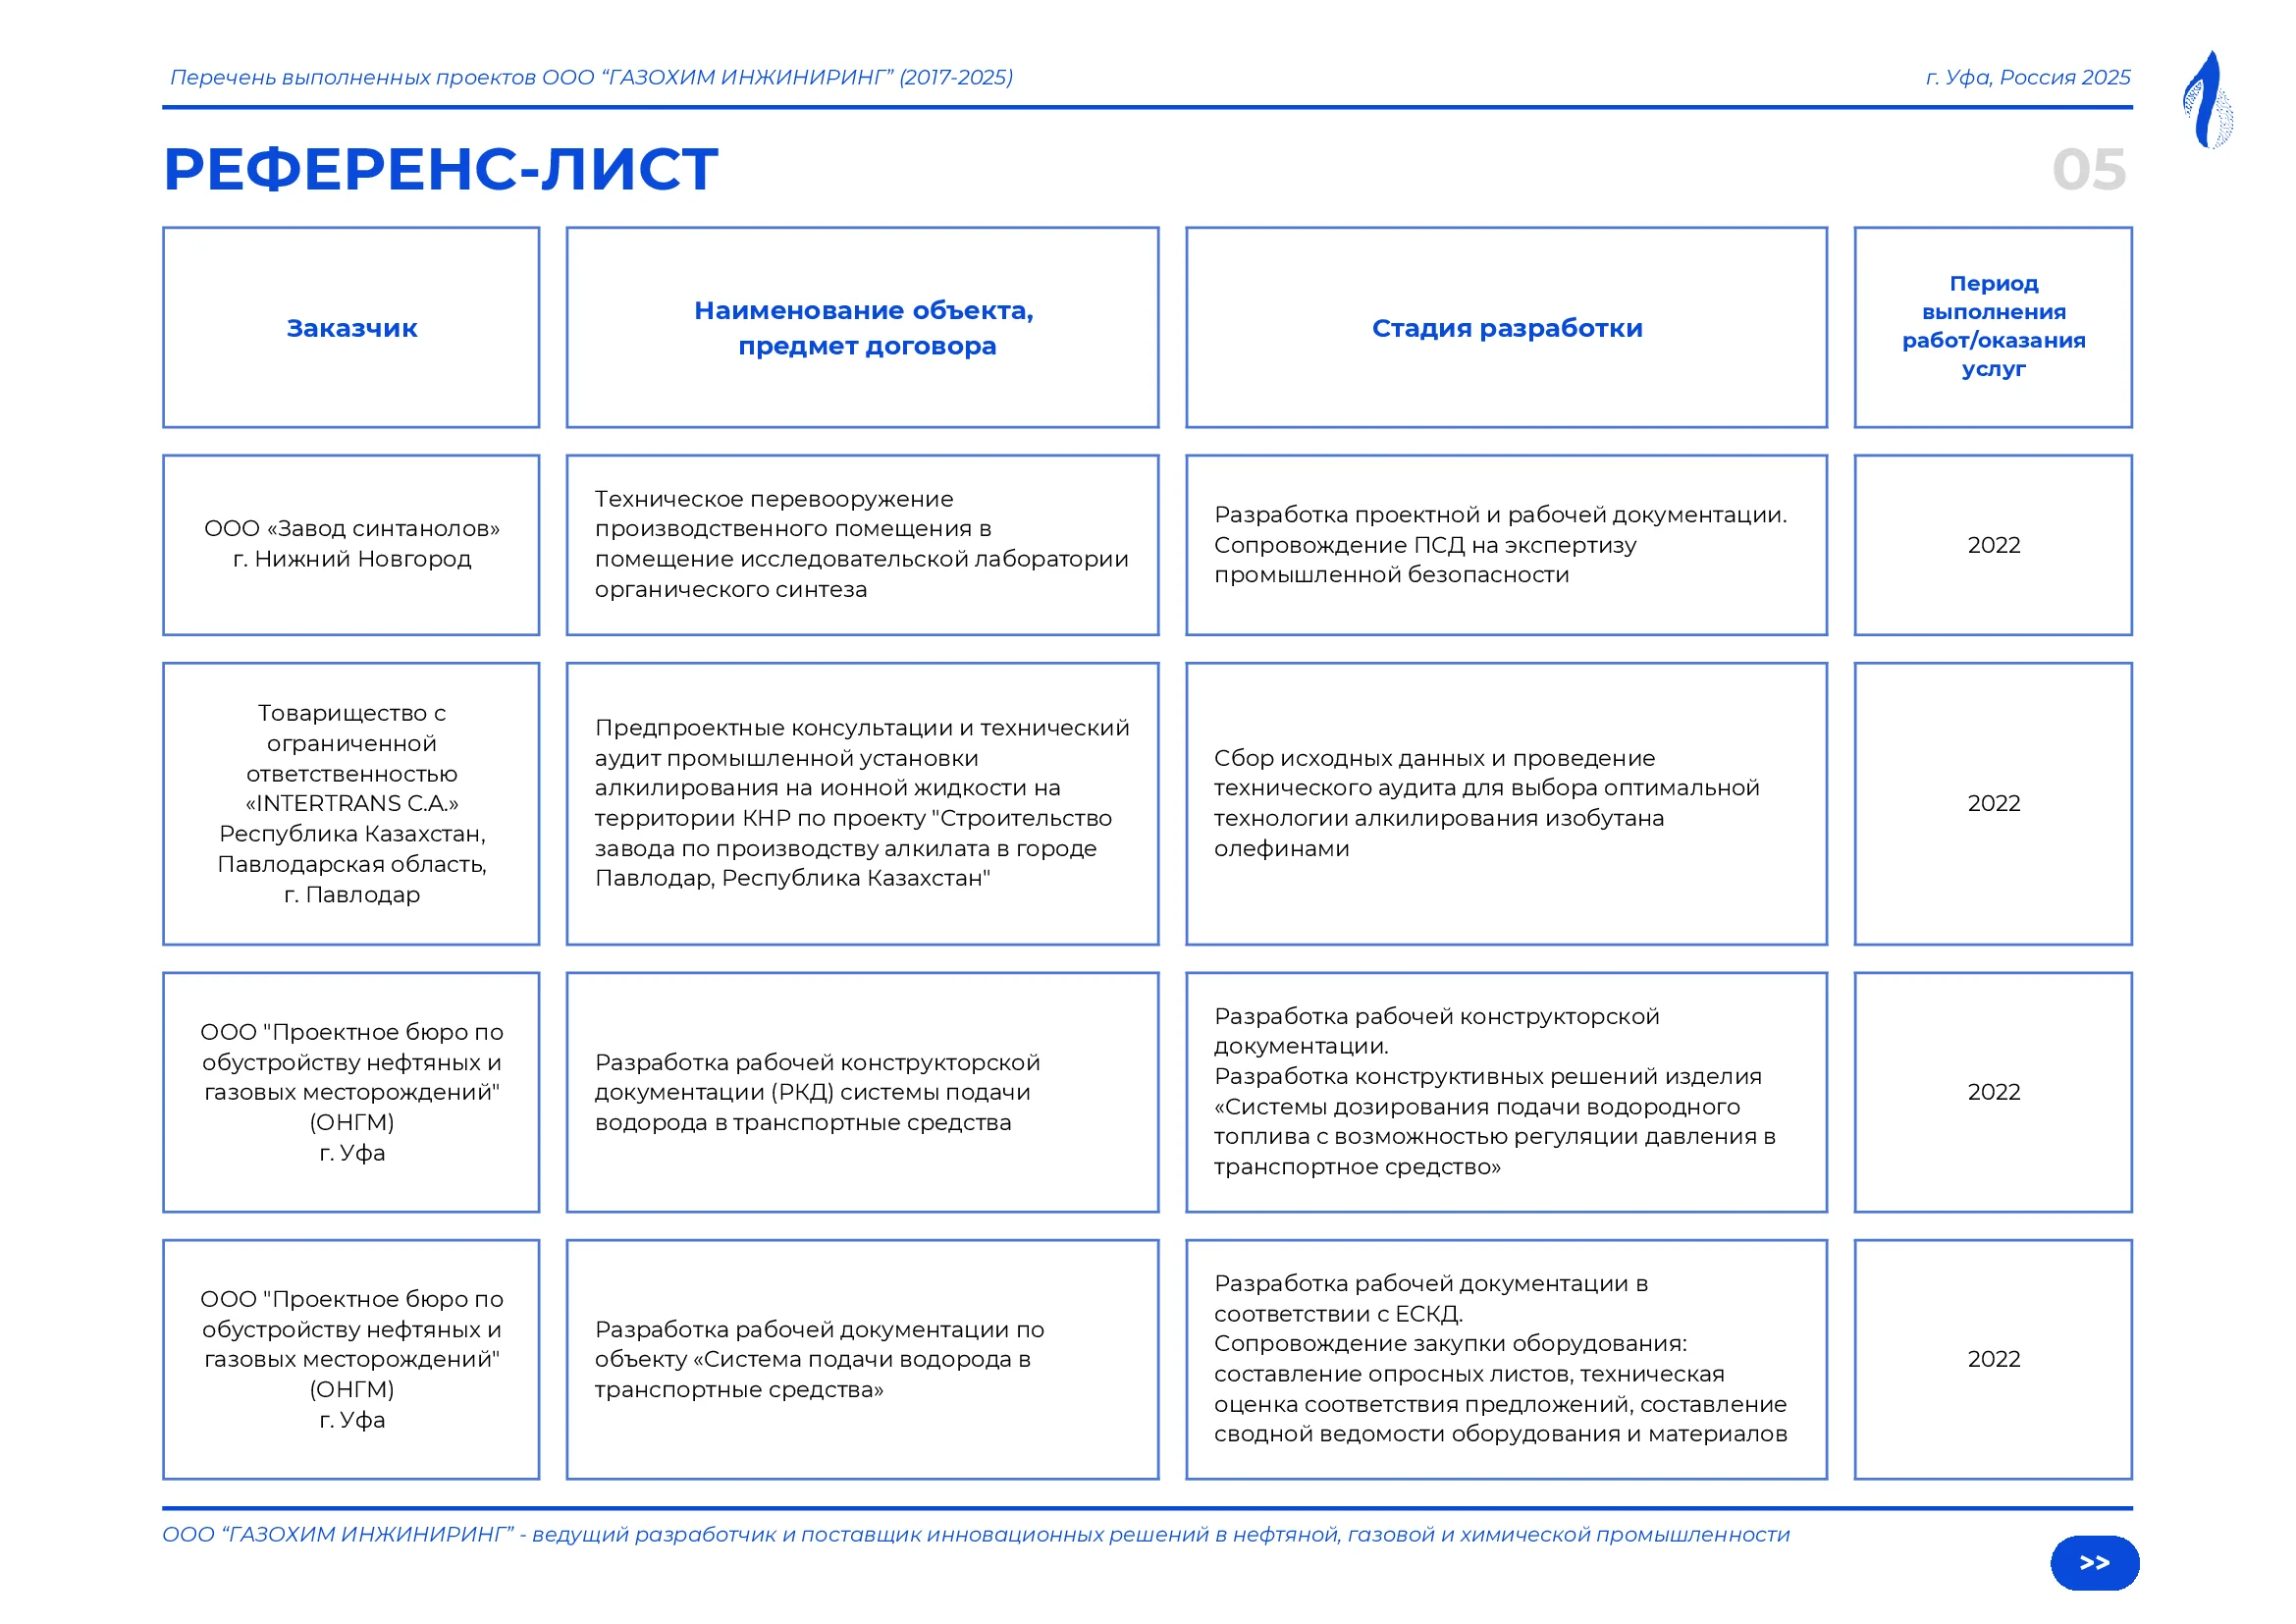 Перечень выполненных проектов ООО “ГАЗОХИМ ИНЖИНИРИНГ” (2017-2025)
г. Уфа, Россия 2025
РЕФЕРЕНС-ЛИСТ
05
Заказчик
Наименование объекта,
предмет договора
Стадия разработки
Период
выполнения
работ/оказания
услуг
ООО «Завод синтанолов»
г. Нижний Новгород
Техническое перевооружение
производственного помещения в
помещение исследовательской лаборатории
органического синтеза
Разработка проектной и рабочей документации.
Сопровождение ПСД на экспертизу
промышленной безопасности
2022
Товарищество с
ограниченной
ответственностью
«INTERTRANS C.A.»
Республика Казахстан,
Павлодарская область,
г. Павлодар
Предпроектные консультации и технический
аудит промышленной установки
алкилирования на ионной жидкости на
территории КНР по проекту "Строительство
завода по производству алкилата в городе
Павлодар, Республика Казахстан"
Сбор исходных данных и проведение
технического аудита для выбора оптимальной
технологии алкилирования изобутана
олефинами
2022
ООО "Проектное бюро по
обустройству нефтяных и
газовых месторождений"
(ОНГМ)
г. Уфа
Разработка рабочей конструкторской
документации (РКД) системы подачи
водорода в транспортные средства
Разработка рабочей конструкторской
документации.
Разработка конструктивных решений изделия
«Системы дозирования подачи водородного
топлива с возможностью регуляции давления в
транспортное средство»
2022
ООО "Проектное бюро по
обустройству нефтяных и
газовых месторождений"
(ОНГМ)
г. Уфа
Разработка рабочей документации по
объекту «Система подачи водорода в
транспортные средства»
Разработка рабочей документации в
соответствии с ЕСКД.
Сопровождение закупки оборудования:
составление опросных листов, техническая
оценка соответствия предложений, составление
сводной ведомости оборудования и материалов
2022
ООО “ГАЗОХИМ ИНЖИНИРИНГ” - ведущий разработчик и поставщик инновационных решений в нефтяной, газовой и химической промышленности
>>